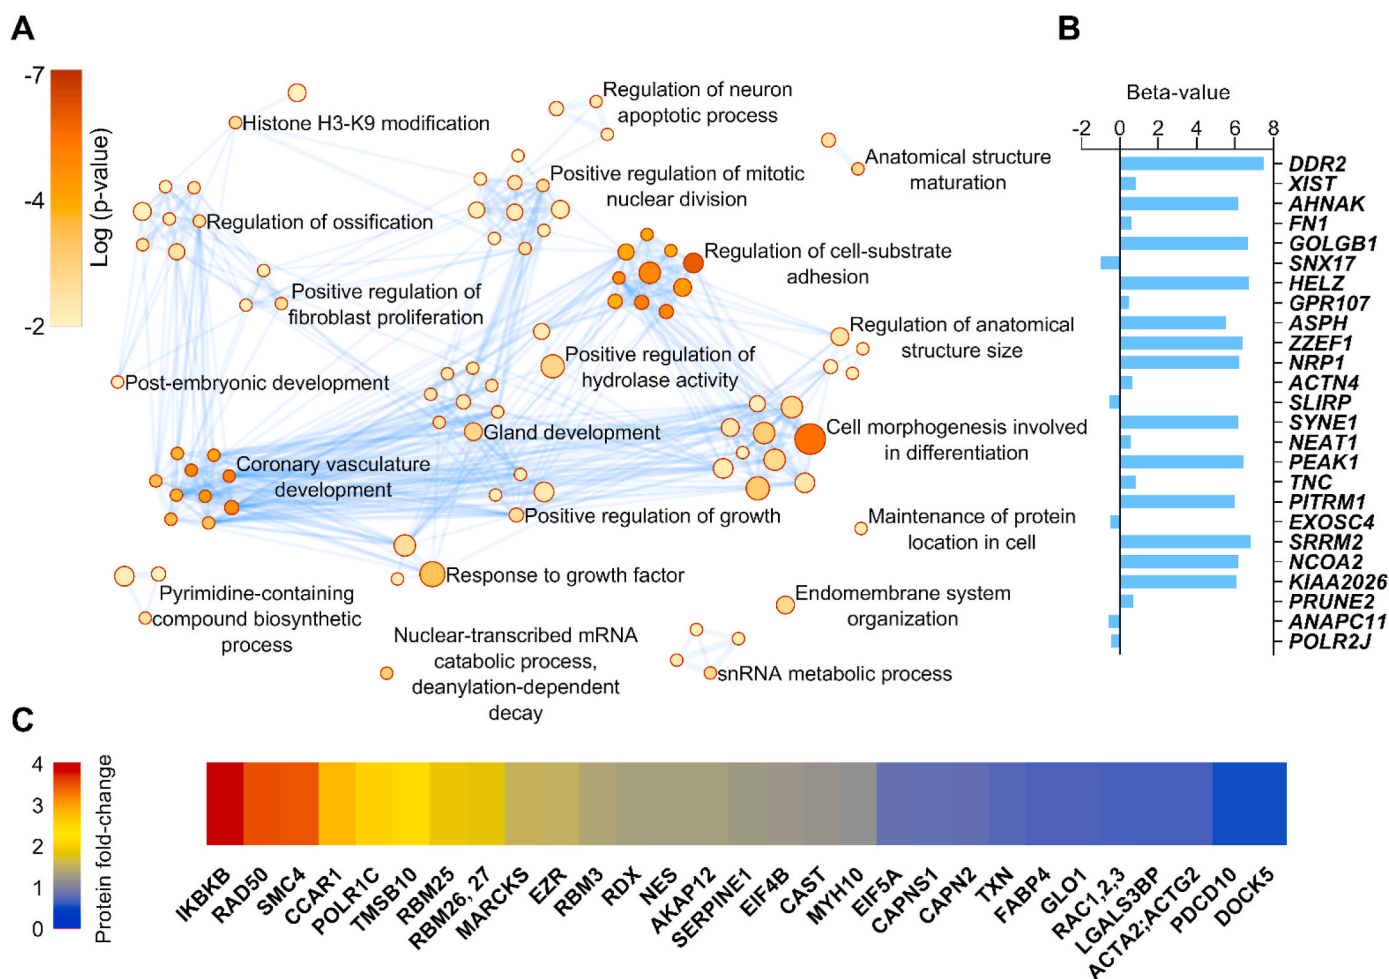 A
B
-7
-4
-2
Log (p-value)
Histone H3-K9 modification
Regulation of neuron
apoptotic process
Anatomical structure
maturation
Positive regulation of mitotic
nuclear division
Regulation of ossification
Regulation of cell-substrate
adhesion
Positive regulation of
fibroblast proliferation
Regulation of anatomical
structure size
Positive regulation of
hydrolase activity
Post-embryonic development
Gland development
Cell morphogenesis involved
in differentiation
Coronary vasculature
development
Positive regulation of growth
Maintenance of protein
location in cell
Response to growth factor
Pyrimidine-containing
compound biosynthetic
process
Endomembrane system
organization
Nuclear-transcribed mRNA
catabolic process,
deanylation-dependent
decay
snRNA metabolic process
Beta-value
-2 0 2 4 6 8
DDR2
XIST
AHNAK
FN1
GOLGB1
SNX17
HELZ
GPR107
ASPH
ZZEF1
NRP1
ACTN4
SLIRP
SYNE1
NEAT1
PEAK1
TNC
PITRM1
EXOSC4
SRRM2
NCOA2
KIAA2026
PRUNE2
ANAPC11
POLR2J
C
4
3
2
1
0
Protein fold-change
IKBKB
RAD50
SMC4
CCAR1
POLR1C
TMSB10
RBM25
RBM26, 27
MARCKS
EZR
RBM3
RDX
NES
AKAP12
SERPINE1
EIF4B
CAST
MYH10
EIF5A
CAPNS1
CAPN2
TXN
FABP4
GLO1
RAC1,2,3
LGALS3BP
ACTA2;ACTG2
PDCD10
DOCK5